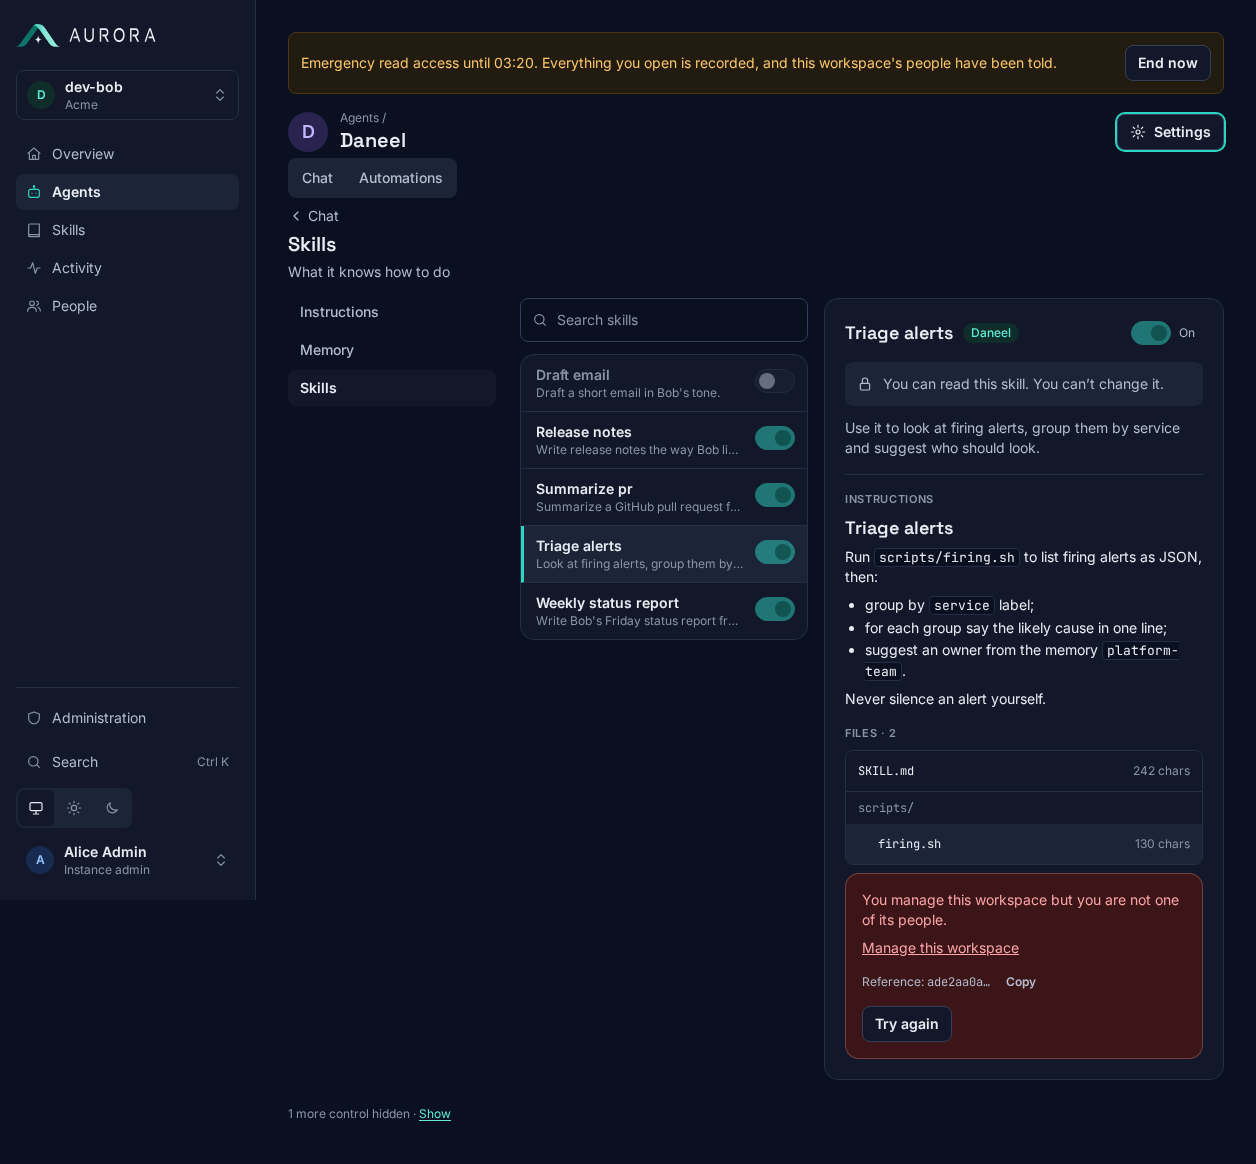 AURORA
D
dev-bob
Acme
Overview
Agents
Skills
Activity
People
Administration
Search
Ctrl K
A
Alice Admin
Instance admin
Emergency read access until 03:20. Everything you open is recorded, and this workspace's people have been told.
End now
D
Agents /
Daneel
Settings
Chat
Automations
Chat
Skills
What it knows how to do
Instructions
Memory
Skills
Search skills
Draft email
Draft a short email in Bob's tone.
Release notes
Write release notes the way Bob li...
Summarize pr
Summarize a GitHub pull request f...
Triage alerts
Look at firing alerts, group them by...
Weekly status report
Write Bob's Friday status report fr...
Triage alerts
Daneel
On
You can read this skill. You can’t change it.
Use it to look at firing alerts, group them by service
and suggest who should look.
INSTRUCTIONS
Triage alerts
Run scripts/firing.sh to list firing alerts as JSON,
then:
• group by service label;
• for each group say the likely cause in one line;
• suggest an owner from the memory platform-
team.
Never silence an alert yourself.
FILES · 2
SKILL.md
242 chars
scripts/
firing.sh
130 chars
You manage this workspace but you are not one
of its people.
Manage this workspace
Reference: ade2aa0a…
Copy
Try again
1 more control hidden · Show